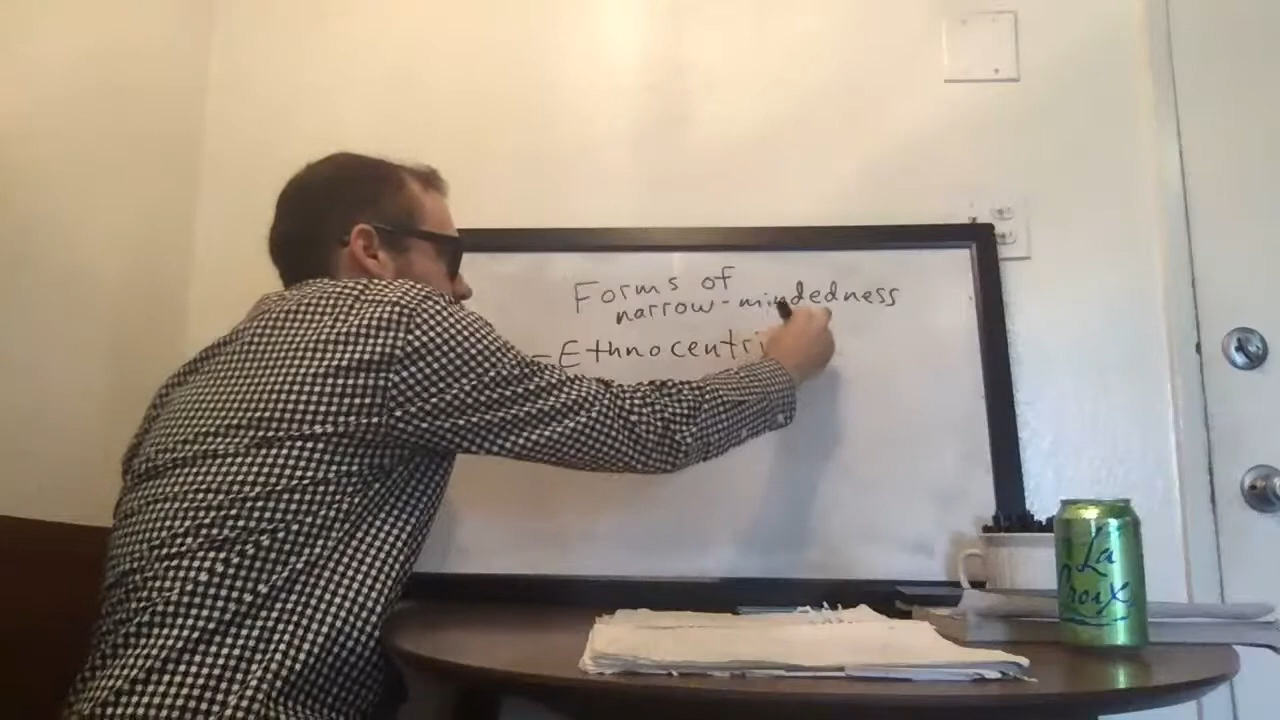 Forms of
narrow-mindedness
-Ethnocentri
La
Croix